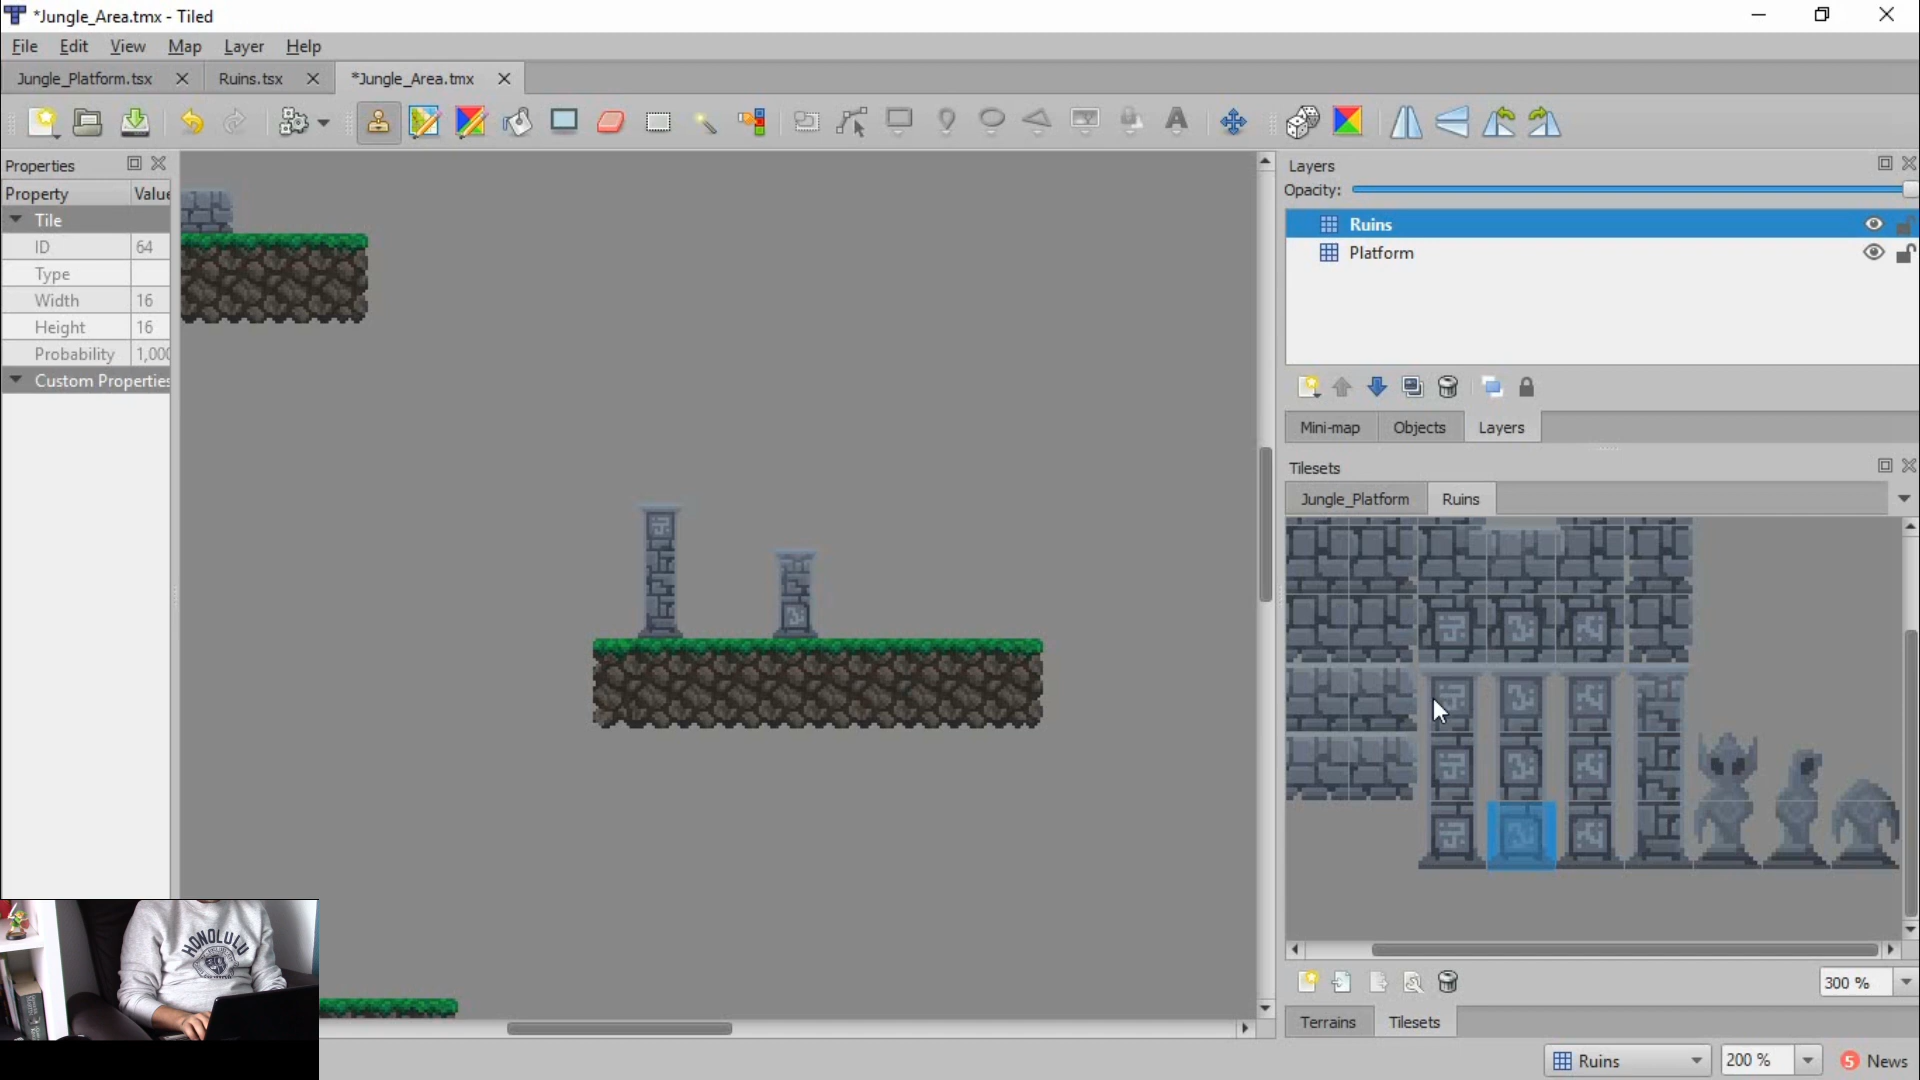 *Jungle_Area.tmx - Tiled
File Edit View Map Layer Help
Jungle_Platform.tsx Ruins.tsx *Jungle_Area.tmx
Properties
Property Value
Tile
ID 64
Type
Width 16
Height 16
Probability 1,000
Custom Properties
Layers
Opacity:
Ruins
Platform
Mini-map Objects Layers
Tilesets
Jungle_Platform Ruins
300 %
Terrains Tilesets
Ruins 200 % 5 News
HONOLULU